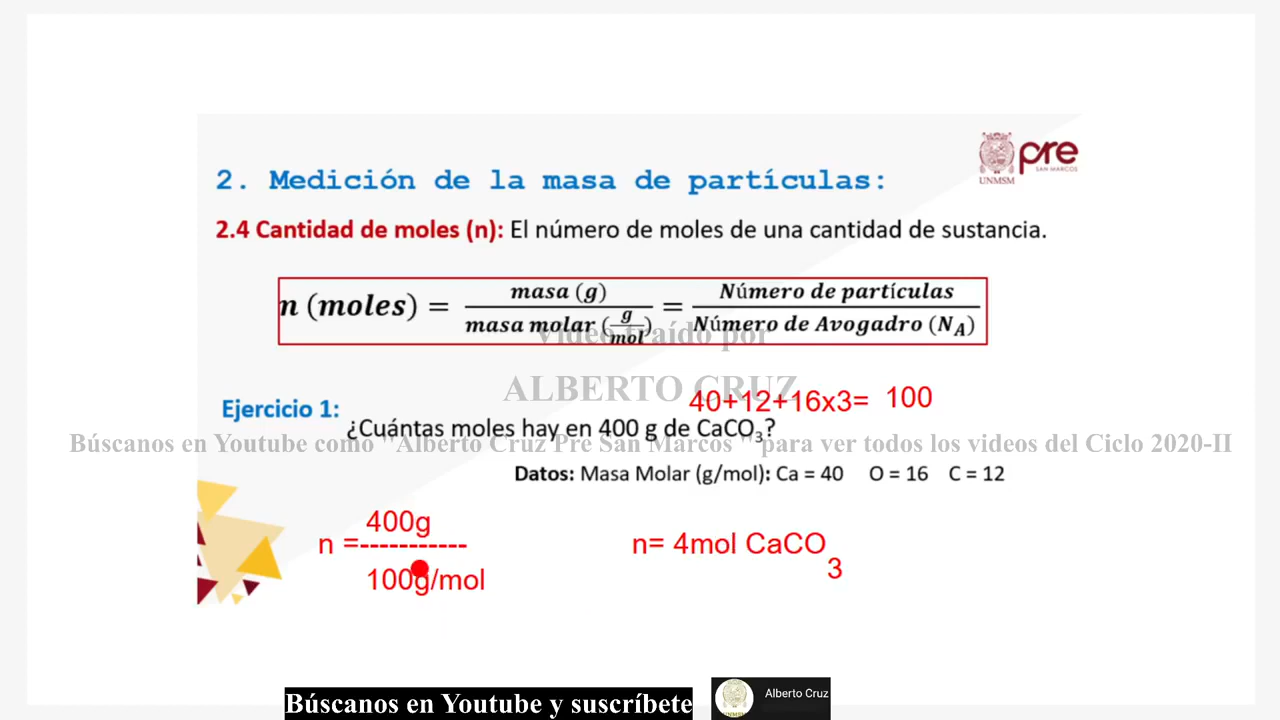 pre
SAN MARCOS
UNMSM
2. Medición de la masa de partículas:
2.4 Cantidad de moles (n): El número de moles de una cantidad de sustancia.
n (moles) = masa (g) / masa molar (g/mol) = Número de partículas / Número de Avogadro (N_A)
Video traído por
ALBERTO CRUZ
40+12+16x3= 100
Ejercicio 1:
¿Cuántas moles hay en 400 g de CaCO₃?
Búscanos en Youtube como "Alberto Cruz Pre San Marcos " para ver todos los videos del Ciclo 2020-II
Datos: Masa Molar (g/mol): Ca = 40 O = 16 C = 12
400g
n =-----------
100g/mol
n= 4mol CaCO
3
Búscanos en Youtube y suscríbete
Alberto Cruz